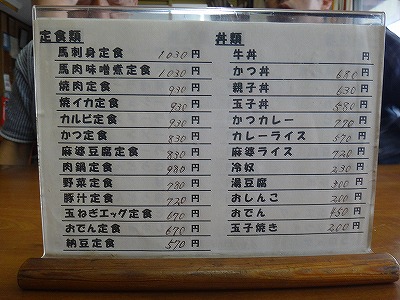 定食類
馬刺身定食 1030円
馬肉味噌煮定食 1030円
焼肉定食 930円
焼イカ定食 930円
カルビ定食 930円
かつ定食 830円
麻婆豆腐定食 830円
肉鍋定食 980円
野菜定食 780円
豚汁定食 720円
玉ねぎエッグ定食 670円
おでん定食 670円
納豆定食 570円
丼類
牛丼 円
かつ丼 680円
親子丼 630円
玉子丼 580円
かつカレー 770円
カレーライス 570円
麻婆ライス 720円
冷奴 230円
湯豆腐 300円
おしんこ 200円
おでん 450円
玉子焼き 200円